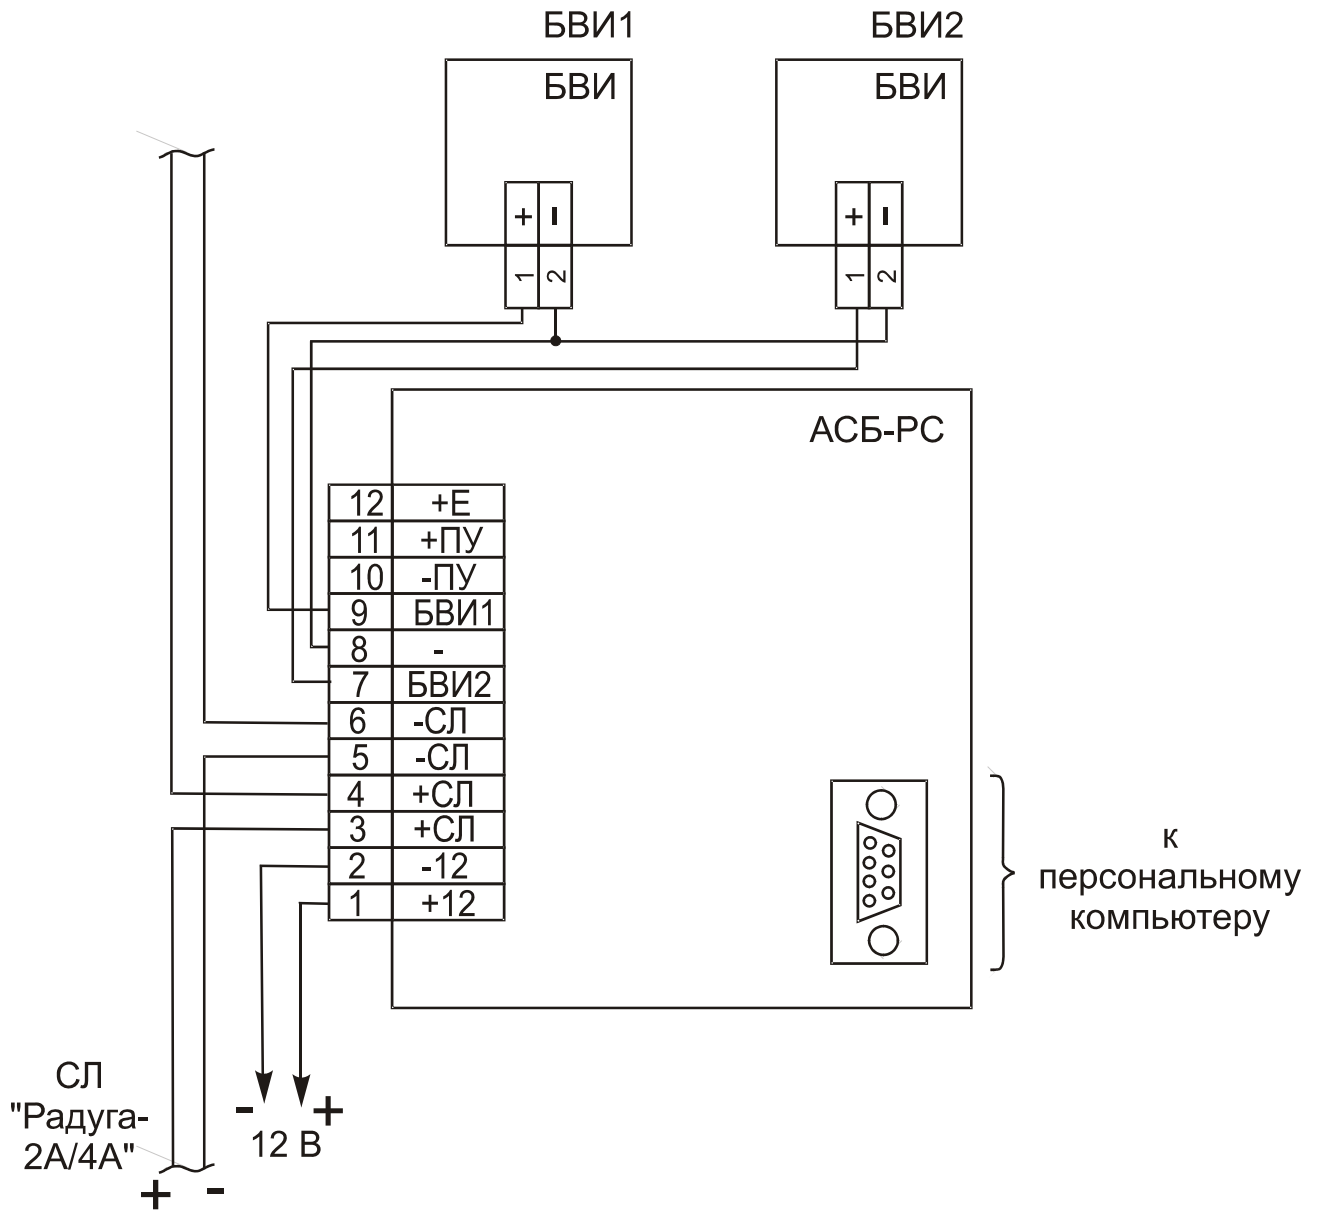 БВИ1
БВИ2
БВИ
БВИ
+ -
+ -
1 2
1 2
АСБ-РС
12 +Е
11 +ПУ
10 -ПУ
9 БВИ1
8 -
7 БВИ2
6 -СЛ
5 -СЛ
4 +СЛ
3 +СЛ
2 -12
1 +12
к
персональному
компьютеру
СЛ
"Радуга-
2А/4А"
+ -
- +
12 В